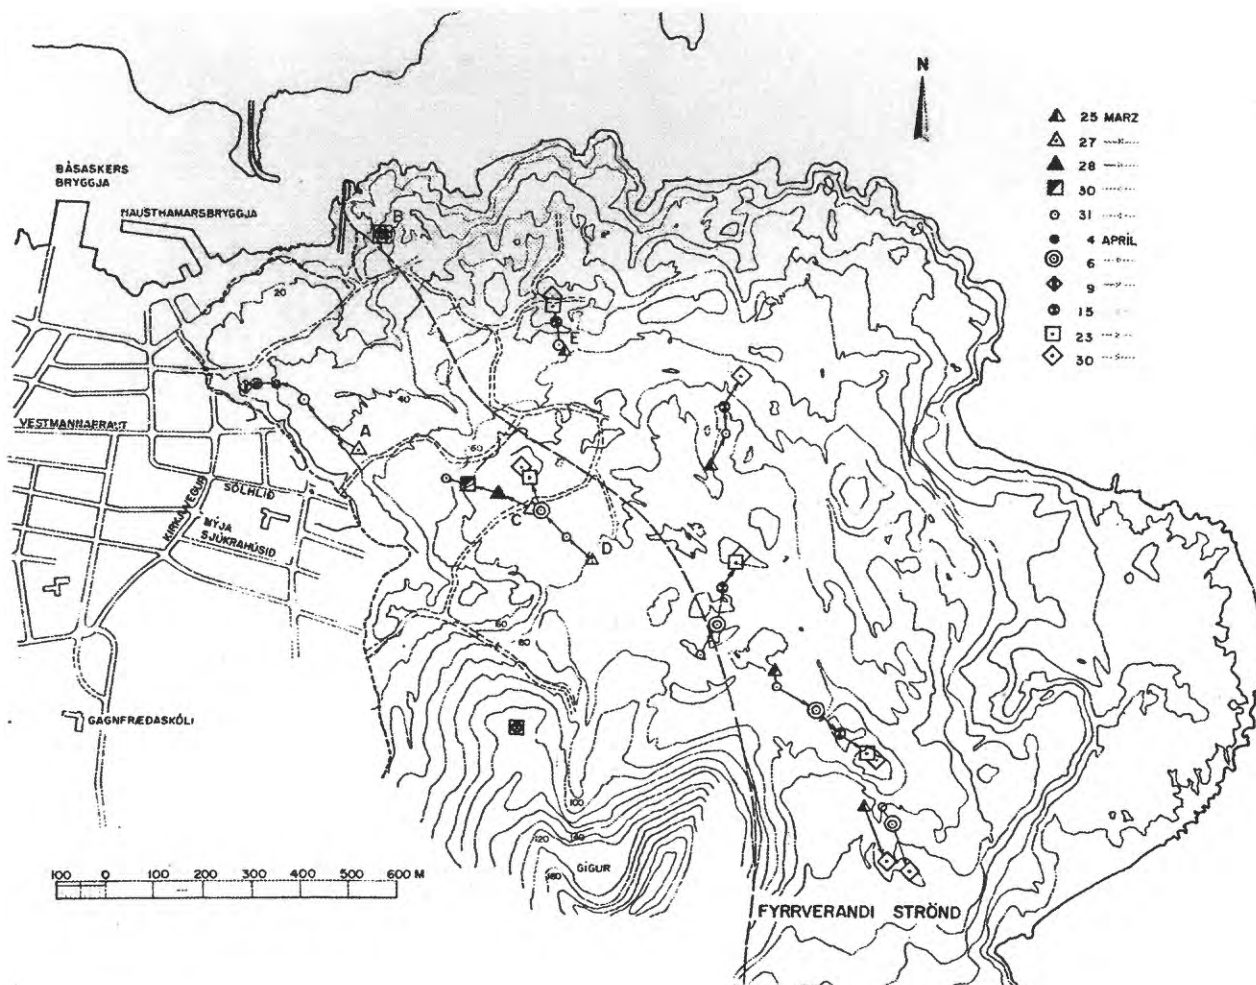 N
25 MARZ
27
28
30
31
4 APRÍL
6
9
15
23
30
BÁSASKERS
BRYGGJA
NAUSTHAMARSBRYGGJA
B
20
E
40
VESTMANNABRAUT
A
60
KIRKJUVEGUR
SÓLHLÍÐ
NÝJA
SJÚKRAHÚSIÐ
C
D
60
80
GAGNFRÆÐASKÓLI
100
120
140
GÍGUR
160
100 0 100 200 300 400 500 600 M
FYRRVERANDI STRÖND